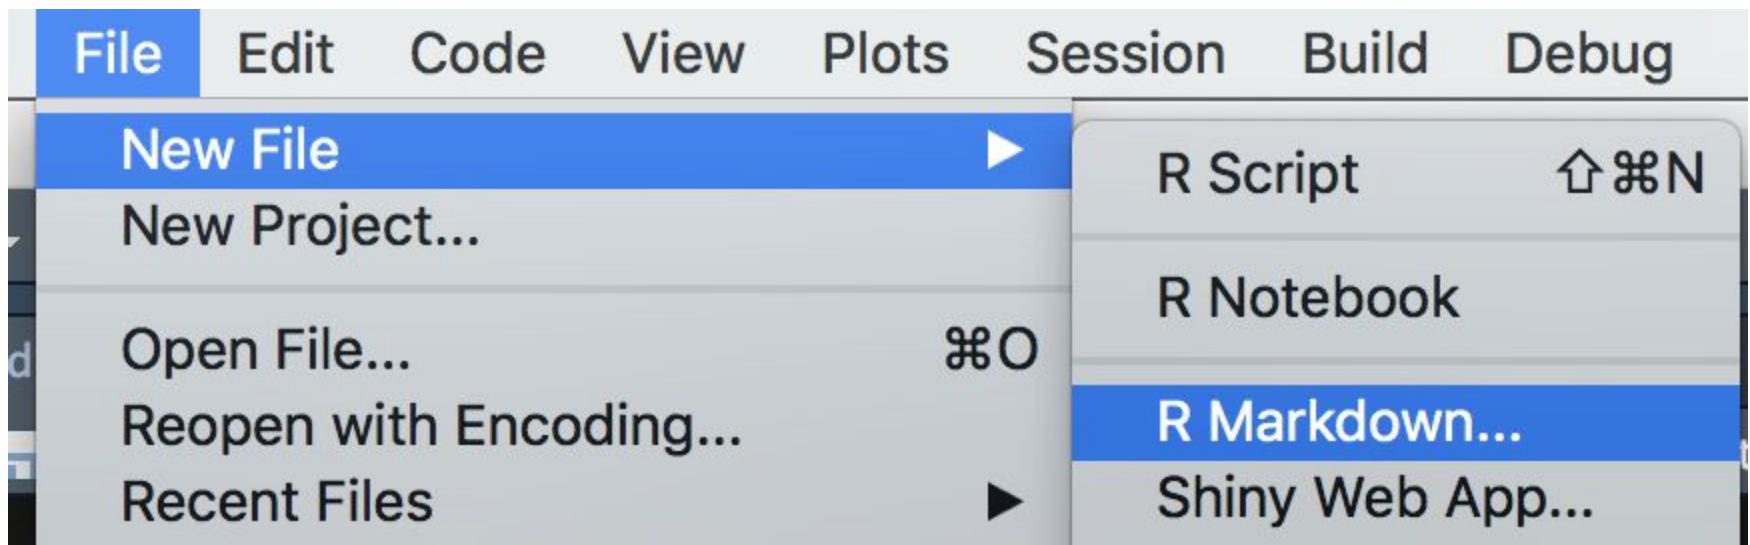 File Edit Code View Plots Session Build Debug
New File ▶
New Project...
Open File... ⌘O
Reopen with Encoding...
Recent Files ▶
R Script ⇧⌘N
R Notebook
R Markdown...
Shiny Web App...